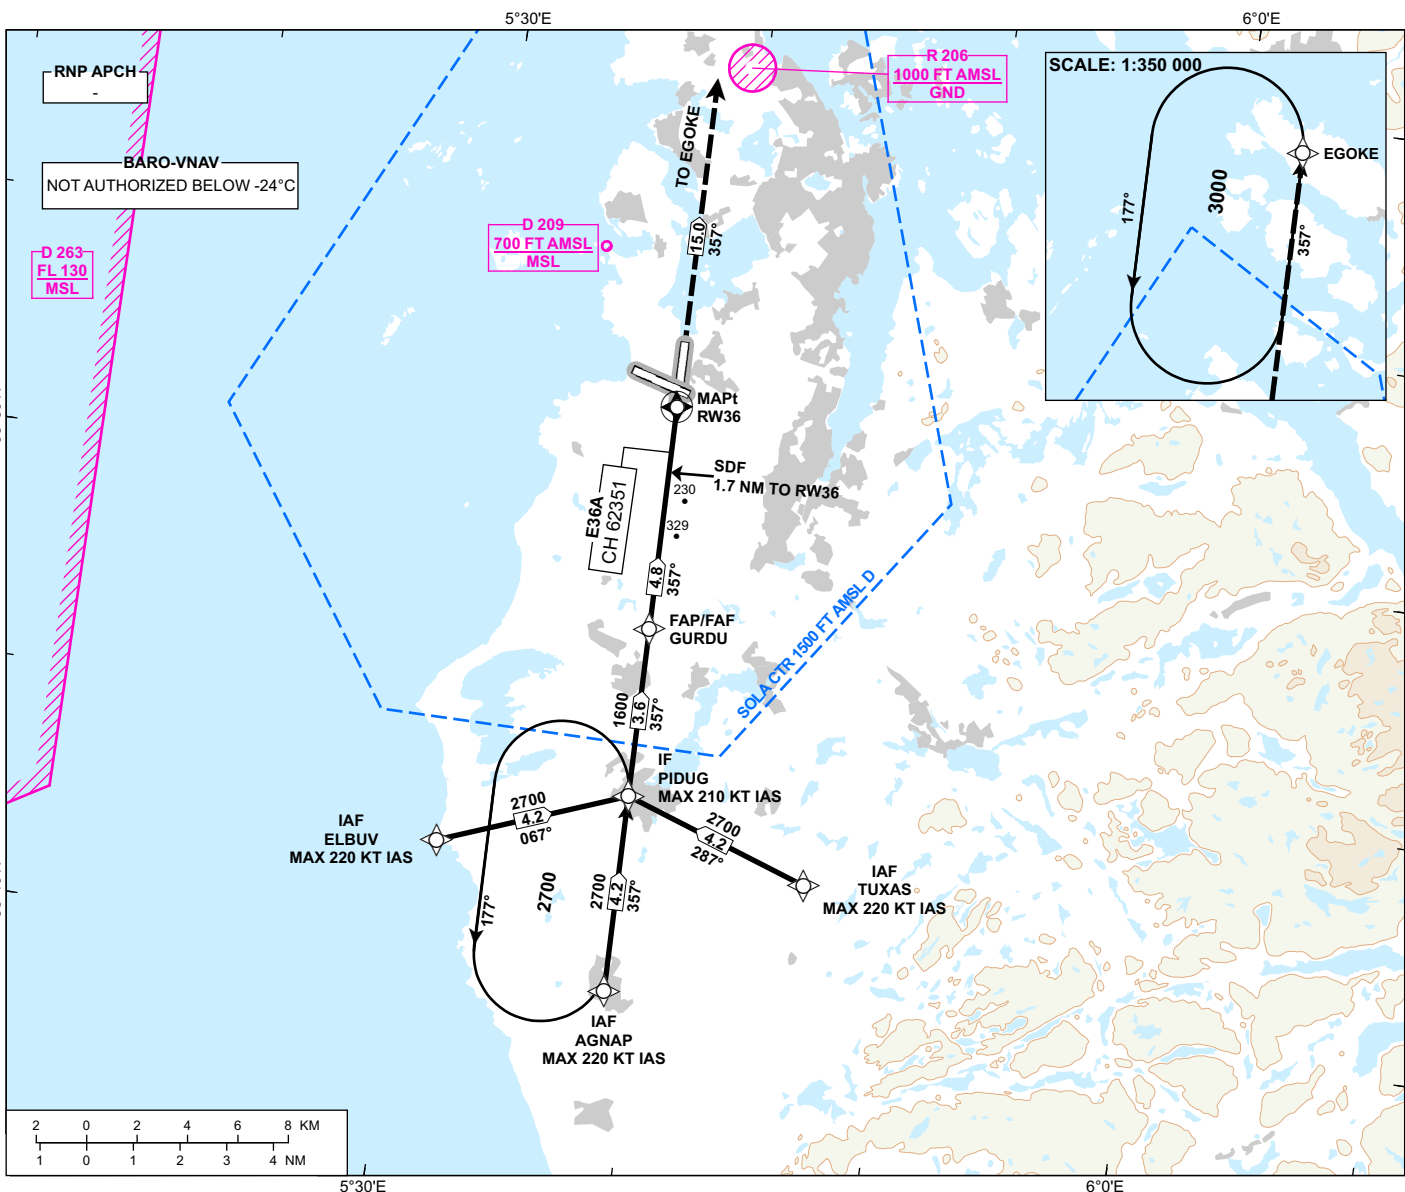 5°30'E
6°0'E
RNP APCH
-
BARO-VNAV
NOT AUTHORIZED BELOW -24°C
D 263
FL 130
MSL
D 209
700 FT AMSL
MSL
R 206
1000 FT AMSL
GND
SCALE: 1:350 000
EGOKE
3000
177°
357°
TO EGOKE
15.0
357°
MAPt
RW36
SDF
1.7 NM TO RW36
E36A
CH 62351
230
329
4.8
357°
FAP/FAF
GURDU
SOLA CTR 1500 FT AMSL D
1600
3.6
357°
IF
PIDUG
MAX 210 KT IAS
2700
4.2
067°
IAF
ELBUV
MAX 220 KT IAS
2700
4.2
287°
IAF
TUXAS
MAX 220 KT IAS
177°
2700
2700
4.2
357°
IAF
AGNAP
MAX 220 KT IAS
2 0 2 4 6 8 KM
1 0 1 2 3 4 NM
5°30'E
6°0'E